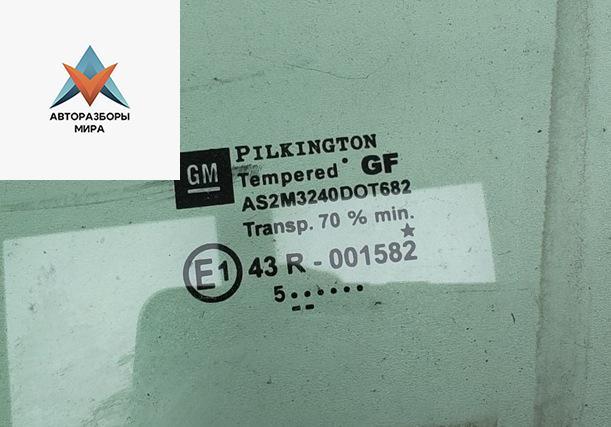 АВТОРАЗБОРЫ
МИРА
GM
PILKINGTON
Tempered GF
AS2M3240DOT682
Transp. 70 % min.
E1 43 R - 001582
5......